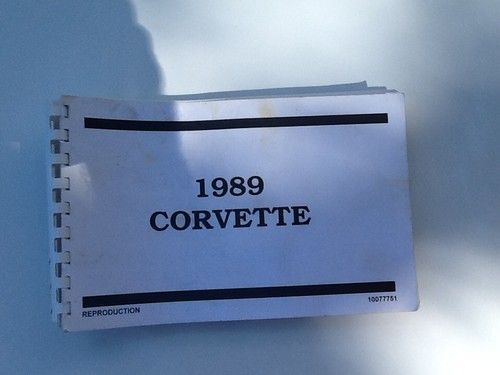 1989
CORVETTE
REPRODUCTION
10077751